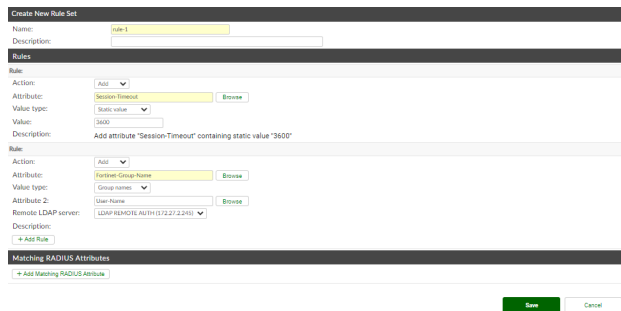 Create New Rule Set
Name: rule-1
Description:
Rules
Rule:
Action: Add
Attribute: Session-Timeout Browse
Value type: Static value
Value: 3600
Description: Add attribute "Session-Timeout" containing static value "3600"
Rule:
Action: Add
Attribute: Fortinet-Group-Name Browse
Value type: Group names
Attribute 2: User-Name Browse
Remote LDAP server: LDAP REMOTE AUTH (172.27.2.245)
Description:
+ Add Rule
Matching RADIUS Attributes
+ Add Matching RADIUS Attribute
Save Cancel